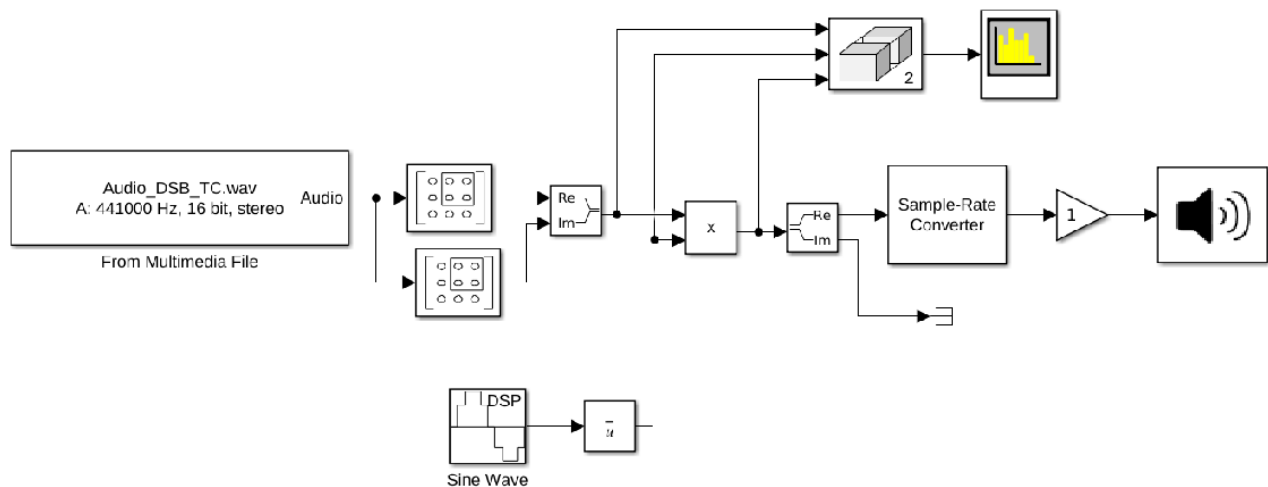 2
Audio_DSB_TC.wav
A: 441000 Hz, 16 bit, stereo
Audio
From Multimedia File
Re
Im
x
Re
Im
Sample-Rate
Converter
1
DSP
Sine Wave
u